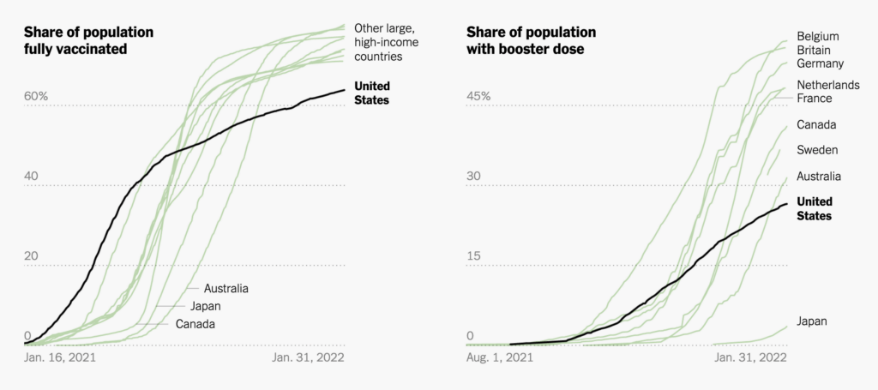 Share of population
fully vaccinated
Other large,
high-income
countries
United
States
60%
40
20
0
Australia
Japan
Canada
Jan. 16, 2021
Jan. 31, 2022
Share of population
with booster dose
Belgium
Britain
Germany
Netherlands
France
Canada
Sweden
Australia
United
States
Japan
45%
30
15
0
Aug. 1, 2021
Jan. 31, 2022